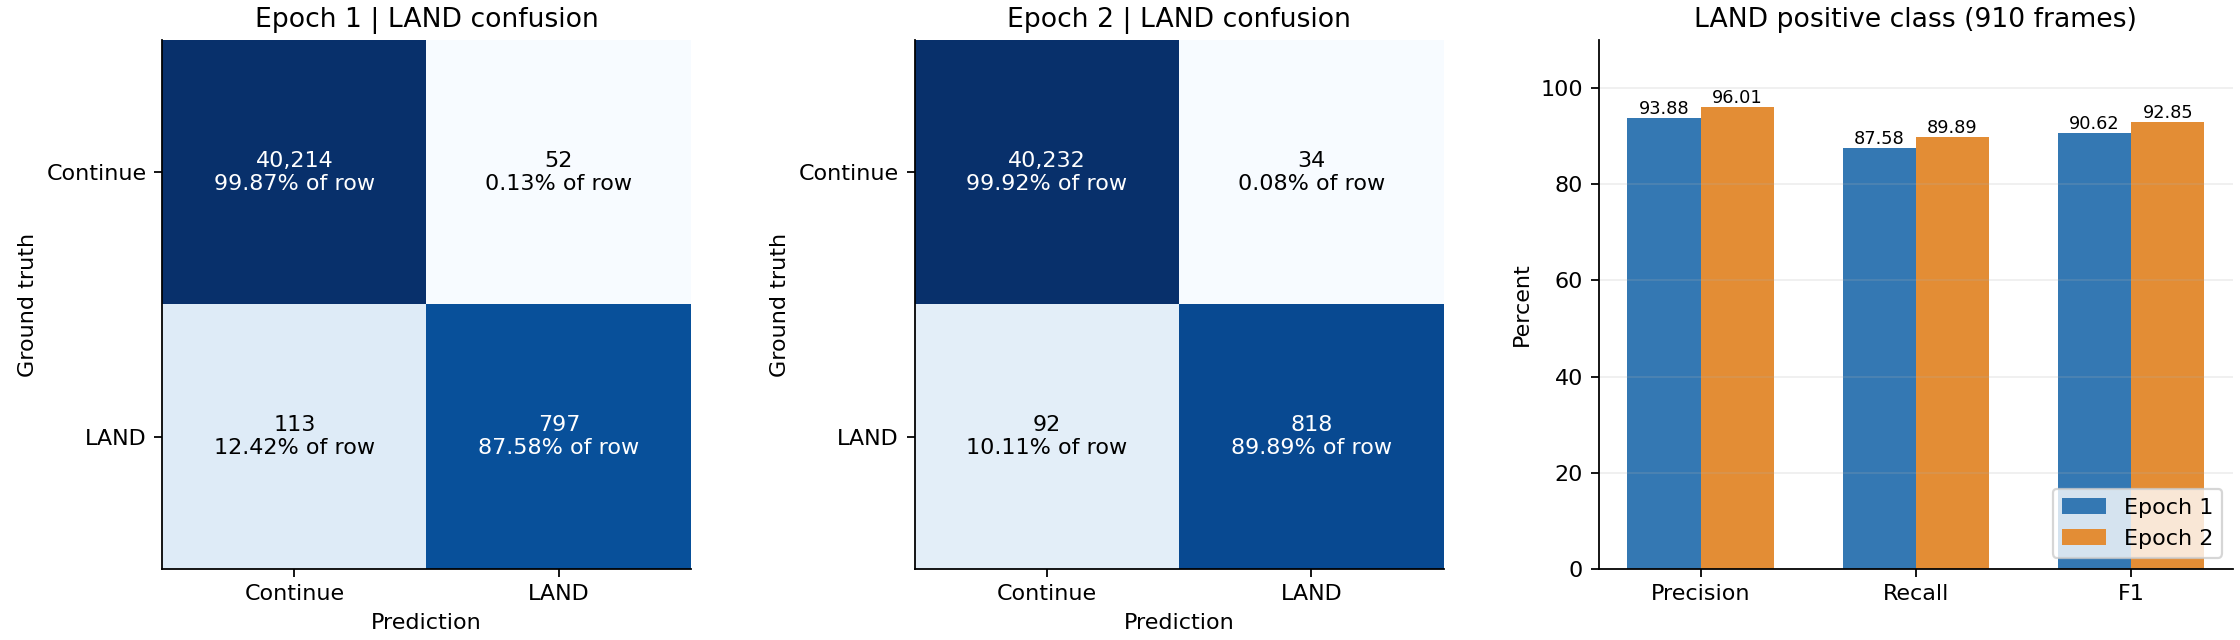 Epoch 1 | LAND confusion
Ground truth
Continue
LAND
40,214
99.87% of row
52
0.13% of row
113
12.42% of row
797
87.58% of row
Continue
LAND
Prediction
Epoch 2 | LAND confusion
Ground truth
Continue
LAND
40,232
99.92% of row
34
0.08% of row
92
10.11% of row
818
89.89% of row
Continue
LAND
Prediction
LAND positive class (910 frames)
Percent
100
80
60
40
20
0
93.88
96.01
87.58
89.89
90.62
92.85
Epoch 1
Epoch 2
Precision
Recall
F1